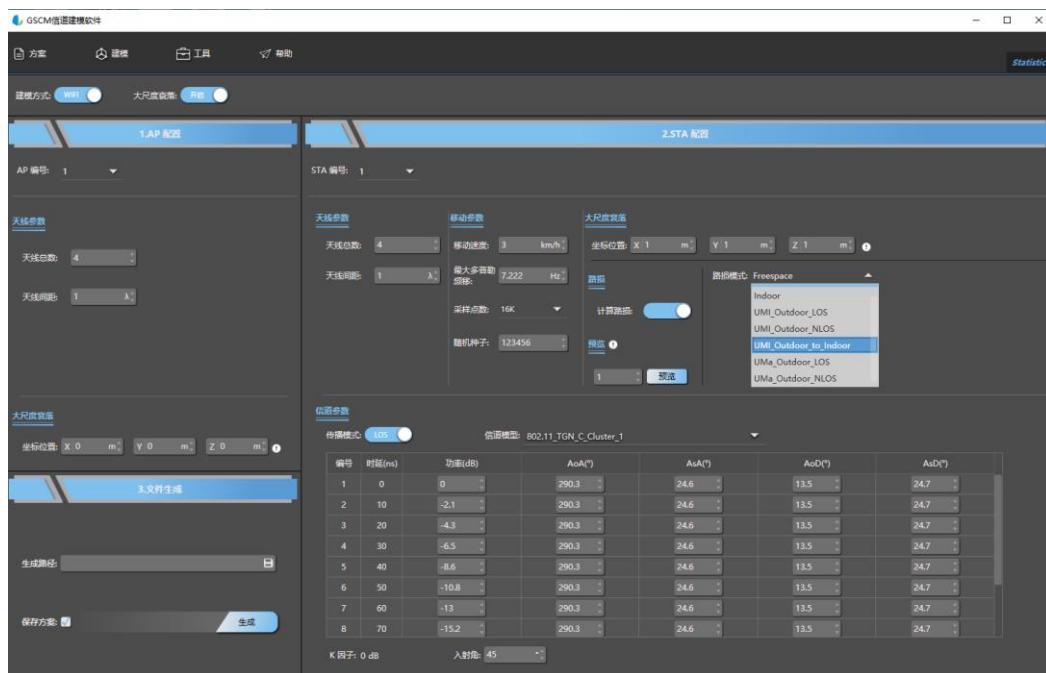 GSCM信道建模软件
方案 建模 工具 帮助
Statistic
建模方式: WIFI 大尺度衰落: 开启
1.AP 配置
AP 编号: 1
天线参数
天线总数: 4
天线间距: 1 λ
大尺度衰落
坐标位置: X 0 m Y 0 m Z 0 m
3.文件生成
生成路径:
保存方案: 生成
2.STA 配置
STA 编号: 1
天线参数 移动参数 大尺度衰落
天线总数: 4 移动速度: 3 km/h 坐标位置: X 1 m Y 1 m Z 1 m
天线间距: 1 λ 最大多普勒频移: 7.222 Hz 路损 路损模式: Freespace
采样点数: 16K 计算路损:
随机种子: 123456 预览
1 预览
Indoor
UMI_Outdoor_LOS
UMI_Outdoor_NLOS
UMI_Outdoor_to_Indoor
UMa_Outdoor_LOS
UMa_Outdoor_NLOS
信道参数
传播模式: LOS 信道模型: 802.11_TGN_C_Cluster_1
编号 时延(ns) 功率(dB) AoA(°) AsA(°) AoD(°) AsD(°)
1 0 0 290.3 24.6 13.5 24.7
2 10 -2.1 290.3 24.6 13.5 24.7
3 20 -4.3 290.3 24.6 13.5 24.7
4 30 -6.5 290.3 24.6 13.5 24.7
5 40 -8.6 290.3 24.6 13.5 24.7
6 50 -10.8 290.3 24.6 13.5 24.7
7 60 -13 290.3 24.6 13.5 24.7
8 70 -15.2 290.3 24.6 13.5 24.7
K 因子: 0 dB 入射角: 45 °